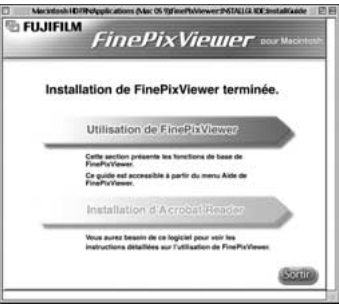 Macintosh HD:Applications (Mac OS 9):FinePixViewer:INSTALLGUIDE:InstallGuide
FUJIFILM
FinePixViewer pour Macintosh
Installation de FinePixViewer terminée.
Utilisation de FinePixViewer
Cette section présente les fonctions de base de
FinePixViewer.
Ce guide est accessible à partir du menu Aide de
FinePixViewer.
Installation d'Acrobat Reader
Vous aurez besoin de ce logiciel pour voir les
instructions détaillées sur l'utilisation de FinePixViewer.
Sortir